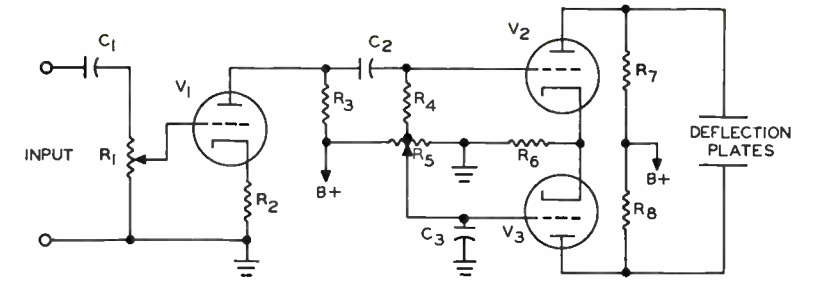 C1
C2
V2
V1
R3
R4
R7
INPUT
R1
R5
R6
DEFLECTION
PLATES
B+
B+
R2
C3
V3
R8